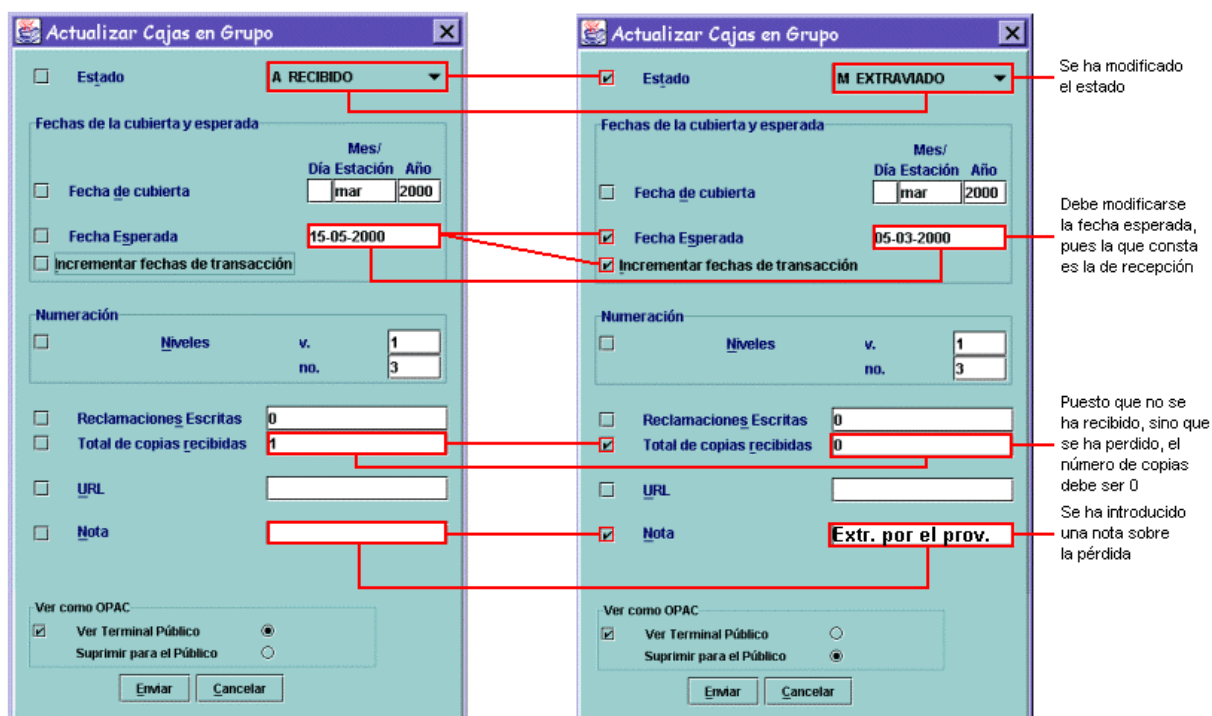 Actualizar Cajas en Grupo
Estado
A RECIBIDO
Fechas de la cubierta y esperada
Mes/
Día Estación Año
Fecha de cubierta
mar
2000
Fecha Esperada
15-05-2000
Incrementar fechas de transacción
Numeración
Niveles
v.
1
no.
3
Reclamaciones Escritas
0
Total de copias recibidas
1
URL
Nota
Ver como OPAC
Ver Terminal Público
Suprimir para el Público
Enviar
Cancelar
Actualizar Cajas en Grupo
Estado
M EXTRAVIADO
Fechas de la cubierta y esperada
Mes/
Día Estación Año
Fecha de cubierta
mar
2000
Fecha Esperada
05-03-2000
Incrementar fechas de transacción
Numeración
Niveles
v.
1
no.
3
Reclamaciones Escritas
0
Total de copias recibidas
0
URL
Nota
Extr. por el prov.
Ver como OPAC
Ver Terminal Público
Suprimir para el Público
Enviar
Cancelar
Se ha modificado
el estado
Debe modificarse
la fecha esperada,
pues la que consta
es la de recepción
Puesto que no se
ha recibido, sino que
se ha perdido, el
número de copias
debe ser 0
Se ha introducido
una nota sobre
la pérdida